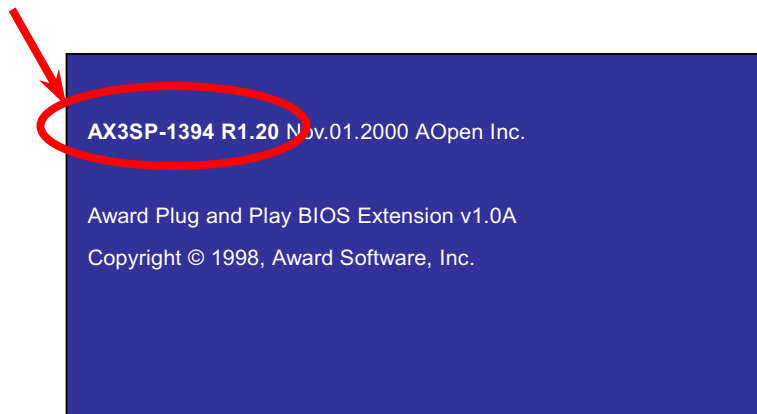 AX3SP-1394 R1.20 Nov.01.2000 AOpen Inc.
Award Plug and Play BIOS Extension v1.0A
Copyright © 1998, Award Software, Inc.